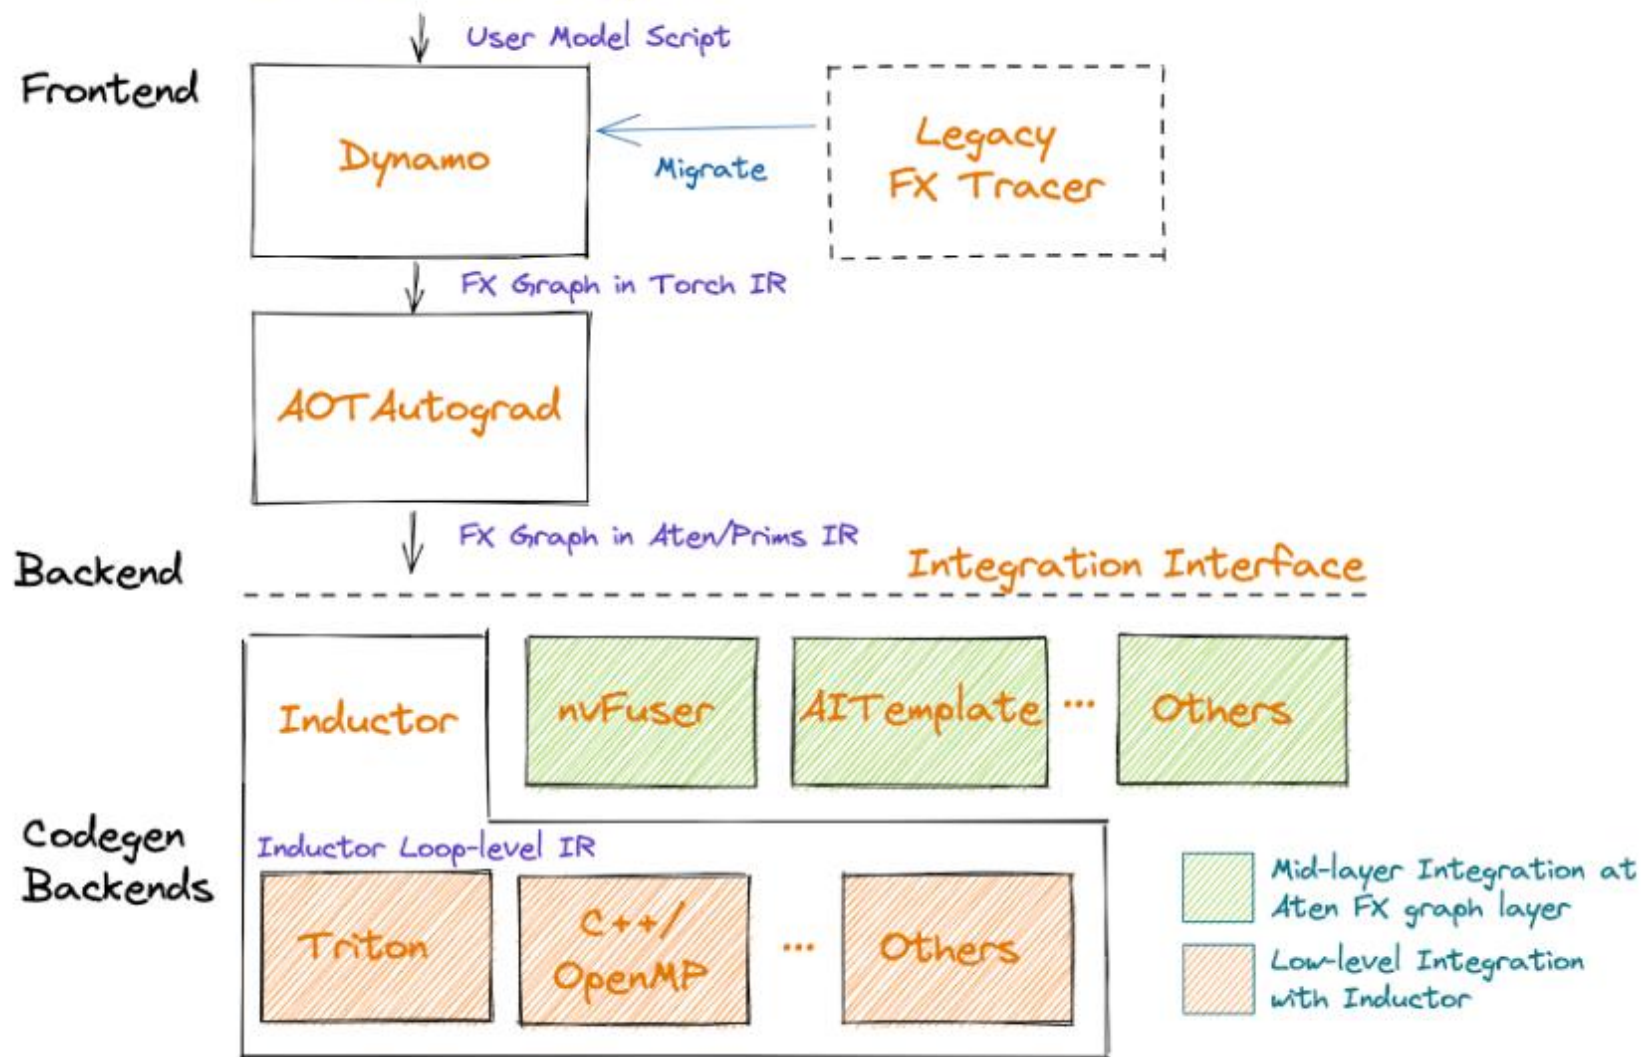 User Model Script
Frontend
Dynamo
Migrate
Legacy
FX Tracer
FX Graph in Torch IR
AOTAutograd
FX Graph in Aten/Prims IR
Backend
Integration Interface
Inductor
nvFuser
AITemplate
...
Others
Codegen
Backends
Inductor Loop-level IR
Triton
C++/
OpenMP
...
Others
Mid-layer Integration at
Aten FX graph layer
Low-level Integration
with Inductor